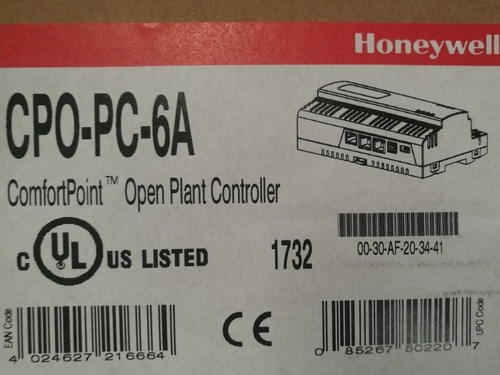 Honeywell
CPO-PC-6A
ComfortPoint™ Open Plant Controller
C UL US LISTED
1732
00-30-AF-20-34-41
EAN Code
4 024627 216664
CE
0 85267 50220 7
UPC Code